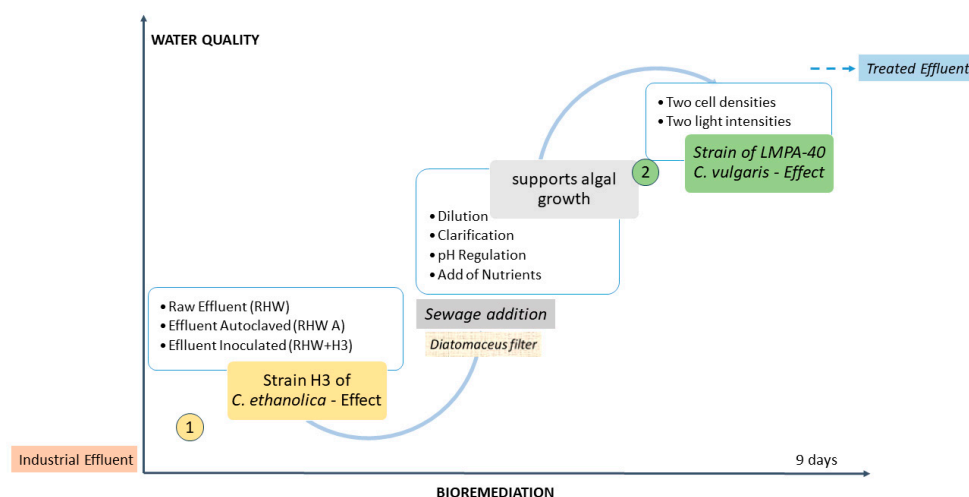 WATER QUALITY
Treated Effluent
• Two cell densities
• Two light intensities
Strain of LMPA-40
C. vulgaris - Effect
2
supports algal
growth
• Dilution
• Clarification
• pH Regulation
• Add of Nutrients
Sewage addition
Diatomaceus filter
• Raw Effluent (RHW)
• Effluent Autoclaved (RHW A)
• Efluent Inoculated (RHW+H3)
Strain H3 of
C. ethanolica - Effect
1
Industrial Effluent
9 days
BIOREMEDIATION